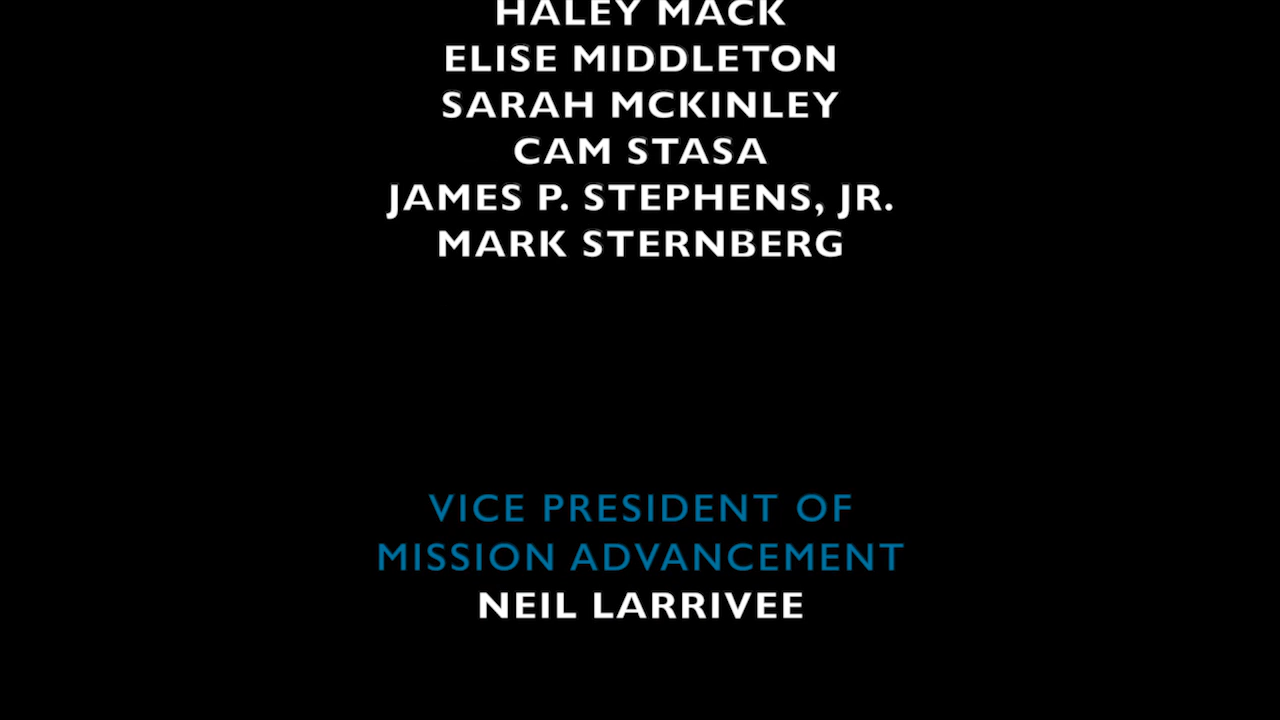 HALEY MACK
ELISE MIDDLETON
SARAH MCKINLEY
CAM STASA
JAMES P. STEPHENS, JR.
MARK STERNBERG
VICE PRESIDENT OF
MISSION ADVANCEMENT
NEIL LARRIVEE